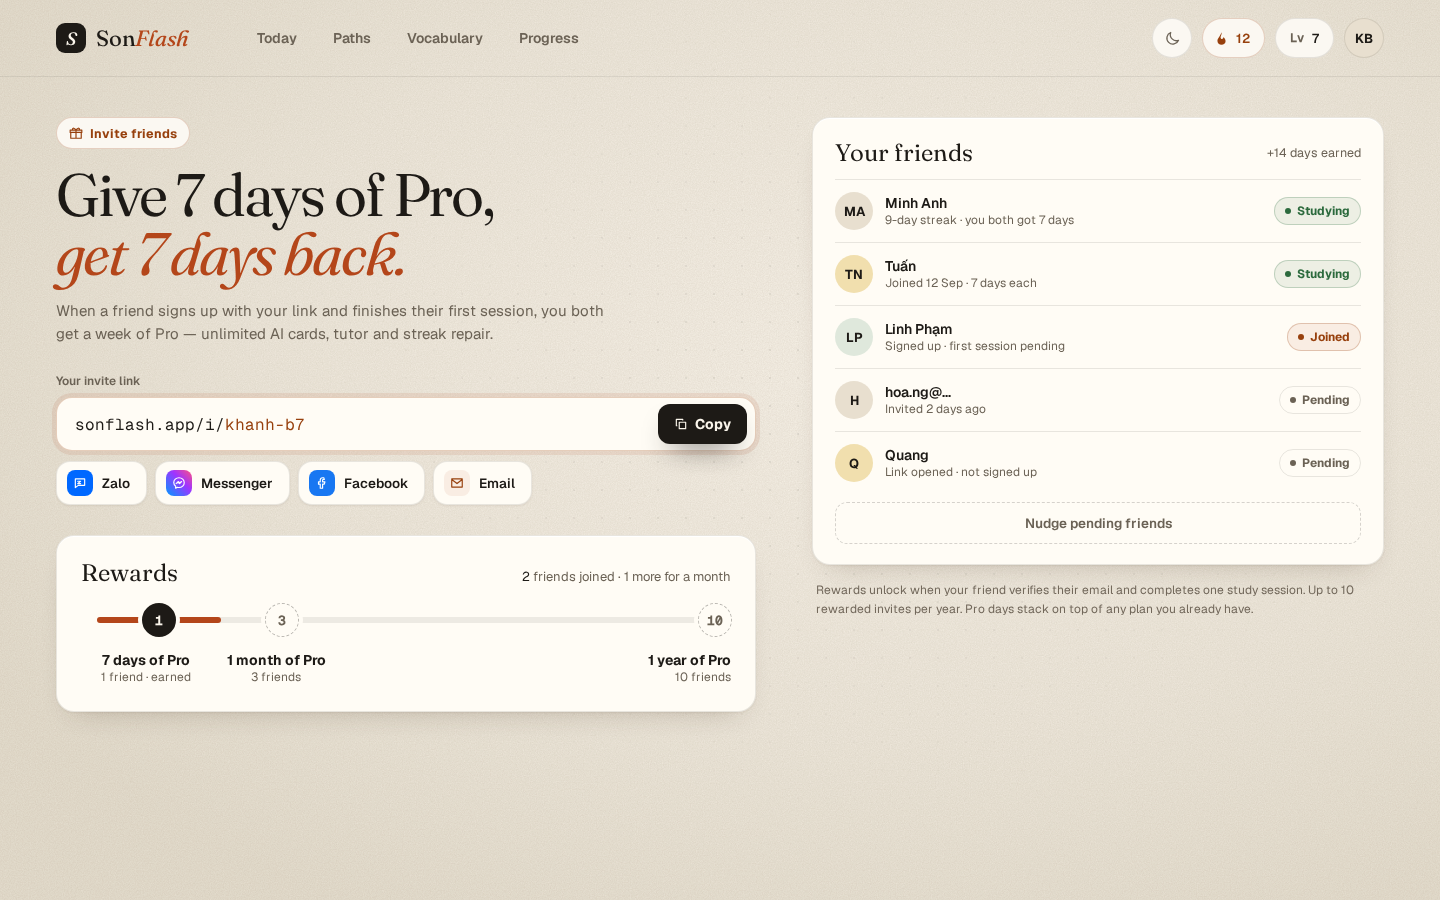 S SonFlash
Today Paths Vocabulary Progress
12
Lv 7
KB
Invite friends
Give 7 days of Pro,
get 7 days back.
When a friend signs up with your link and finishes their first session, you both
get a week of Pro — unlimited AI cards, tutor and streak repair.
Your invite link
sonflash.app/i/khanh-b7
Copy
Zalo Messenger Facebook Email
Rewards
2 friends joined · 1 more for a month
1 3 10
7 days of Pro 1 month of Pro 1 year of Pro
1 friend · earned 3 friends 10 friends
Your friends
+14 days earned
MA Minh Anh
9-day streak · you both got 7 days
Studying
TN Tuấn
Joined 12 Sep · 7 days each
Studying
LP Linh Phạm
Signed up · first session pending
Joined
H hoa.ng@...
Invited 2 days ago
Pending
Q Quang
Link opened · not signed up
Pending
Nudge pending friends
Rewards unlock when your friend verifies their email and completes one study session. Up to 10
rewarded invites per year. Pro days stack on top of any plan you already have.